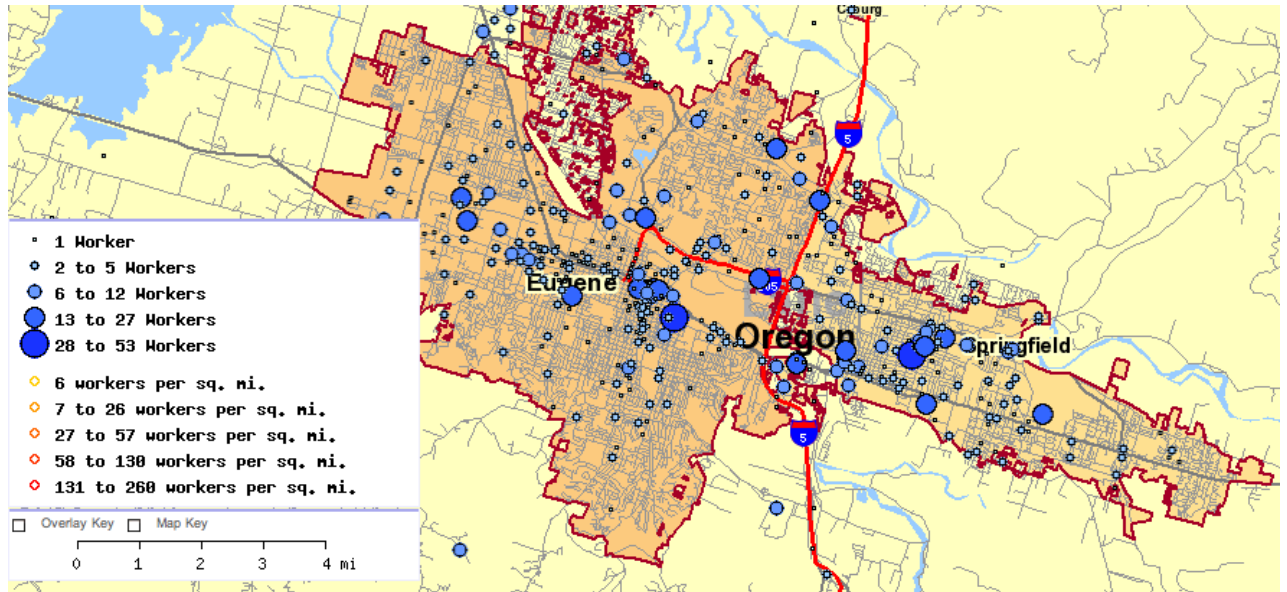 Coburg
5
1 Worker
2 to 5 Workers
6 to 12 Workers
13 to 27 Workers
28 to 53 Workers
6 workers per sq. mi.
7 to 26 workers per sq. mi.
27 to 57 workers per sq. mi.
58 to 130 workers per sq. mi.
131 to 260 workers per sq. mi.
Overlay Key
Map Key
0 1 2 3 4 mi
Eugene
Oregon
Springfield
5